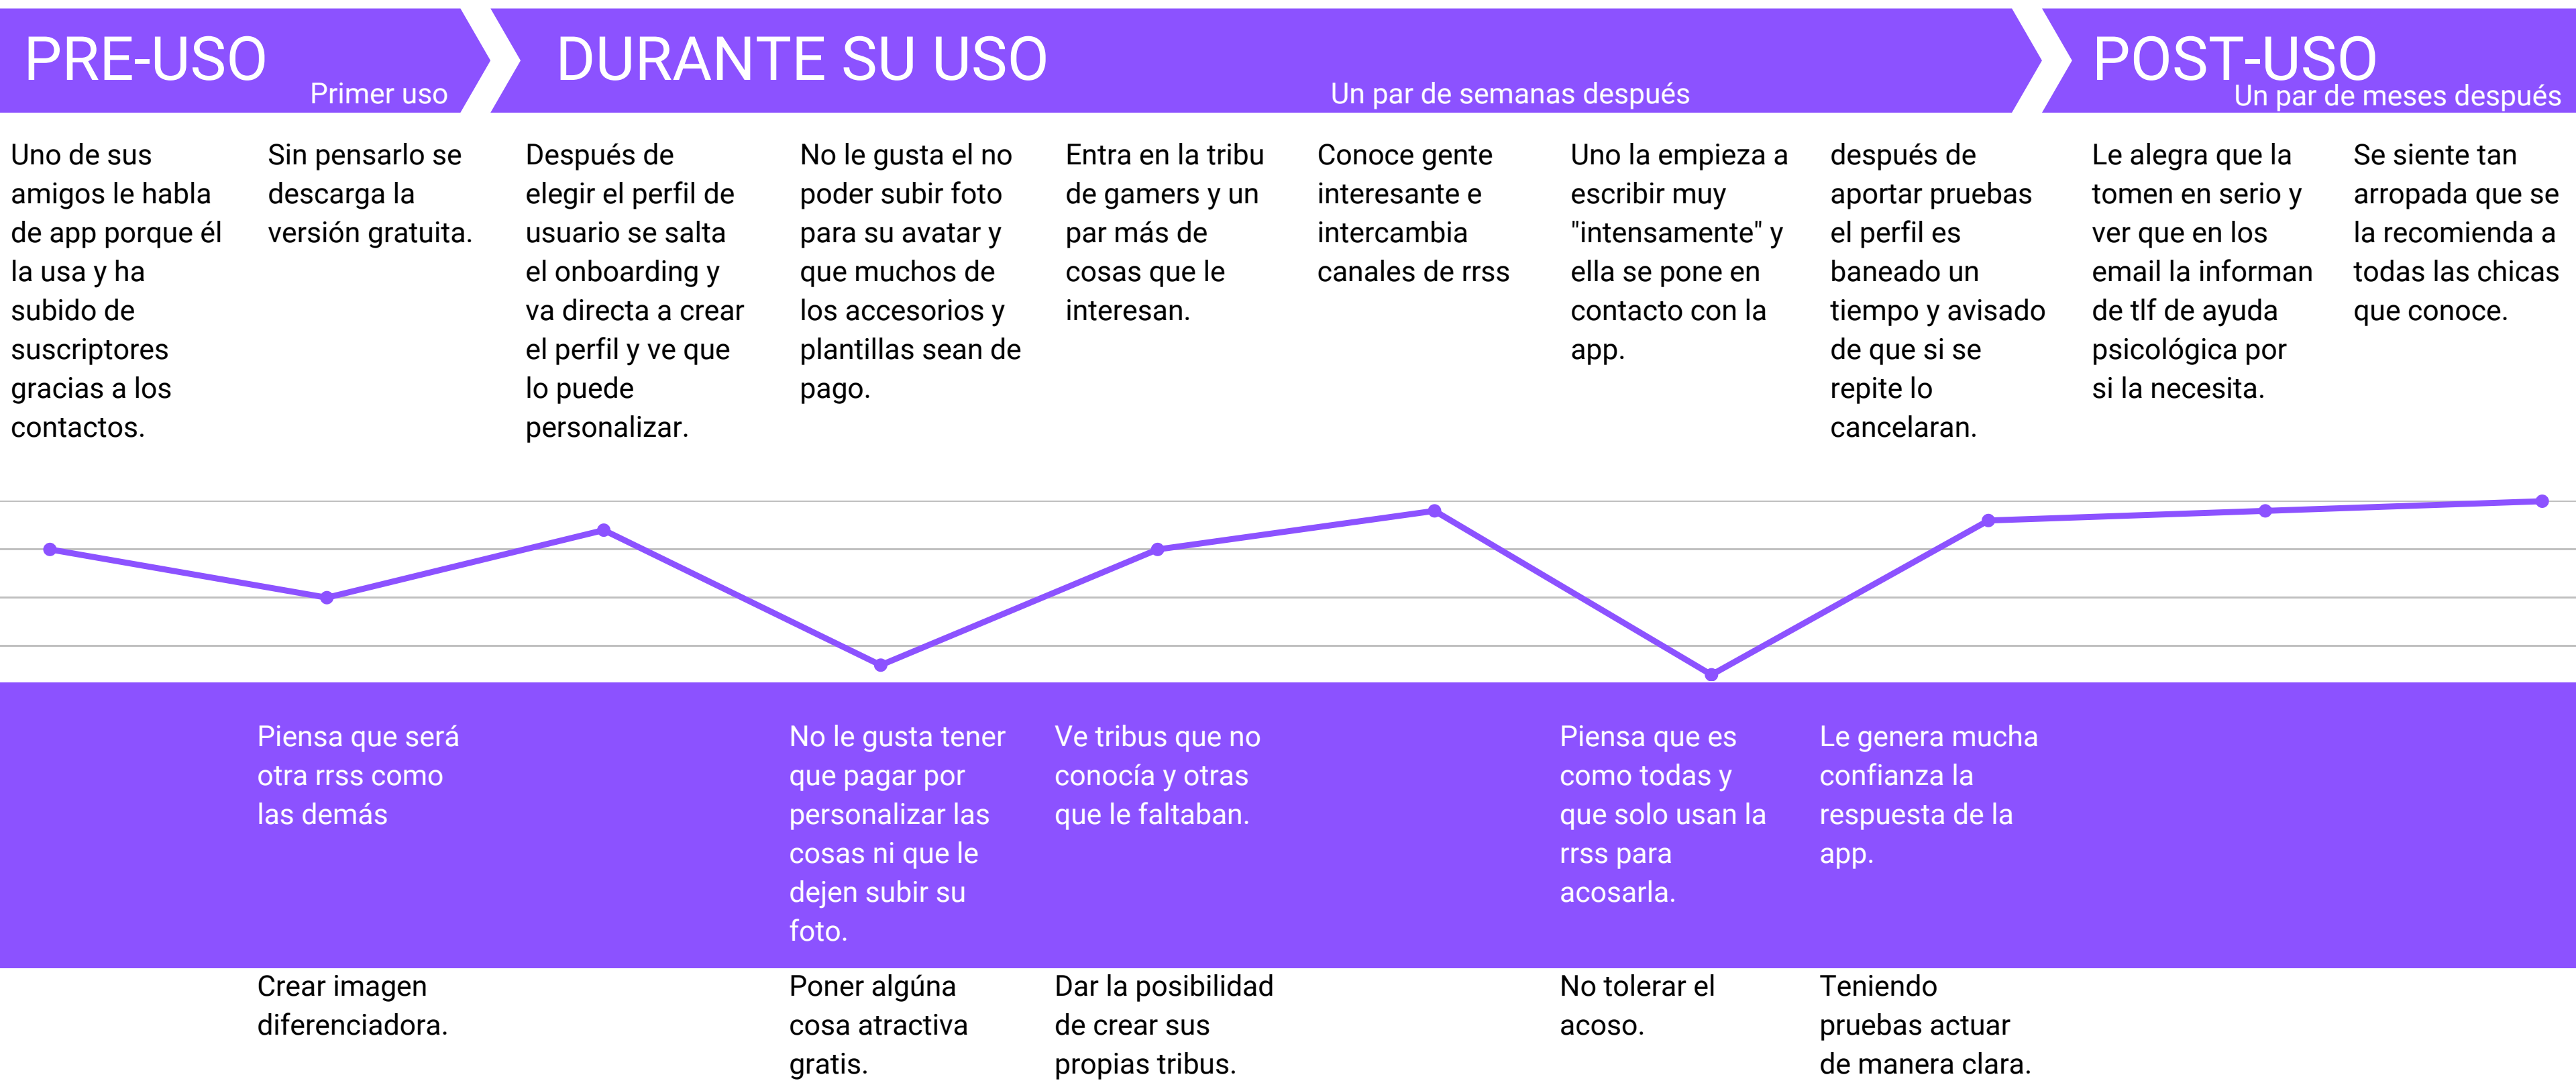 PRE-USO
Primer uso
DURANTE SU USO
Un par de semanas después
POST-USO
Un par de meses después
Uno de sus
amigos le habla
de app porque él
la usa y ha
subido de
suscriptores
gracias a los
contactos.
Sin pensarlo se
descarga la
versión gratuita.
Después de
elegir el perfil de
usuario se salta
el onboarding y
va directa a crear
el perfil y ve que
lo puede
personalizar.
No le gusta el no
poder subir foto
para su avatar y
que muchos de
los accesorios y
plantillas sean de
pago.
Entra en la tribu
de gamers y un
par más de
cosas que le
interesan.
Conoce gente
interesante e
intercambia
canales de rrss
Uno la empieza a
escribir muy
"intensamente" y
ella se pone en
contacto con la
app.
después de
aportar pruebas
el perfil es
baneado un
tiempo y avisado
de que si se
repite lo
cancelaran.
Le alegra que la
tomen en serio y
ver que en los
email la informan
de tlf de ayuda
psicológica por
si la necesita.
Se siente tan
arropada que se
la recomienda a
todas las chicas
que conoce.
Piensa que será
otra rrss como
las demás
No le gusta tener
que pagar por
personalizar las
cosas ni que le
dejen subir su
foto.
Ve tribus que no
conocía y otras
que le faltaban.
Piensa que es
como todas y
que solo usan la
rrss para
acosarla.
Le genera mucha
confianza la
respuesta de la
app.
Crear imagen
diferenciadora.
Poner algúna
cosa atractiva
gratis.
Dar la posibilidad
de crear sus
propias tribus.
No tolerar el
acoso.
Teniendo
pruebas actuar
de manera clara.